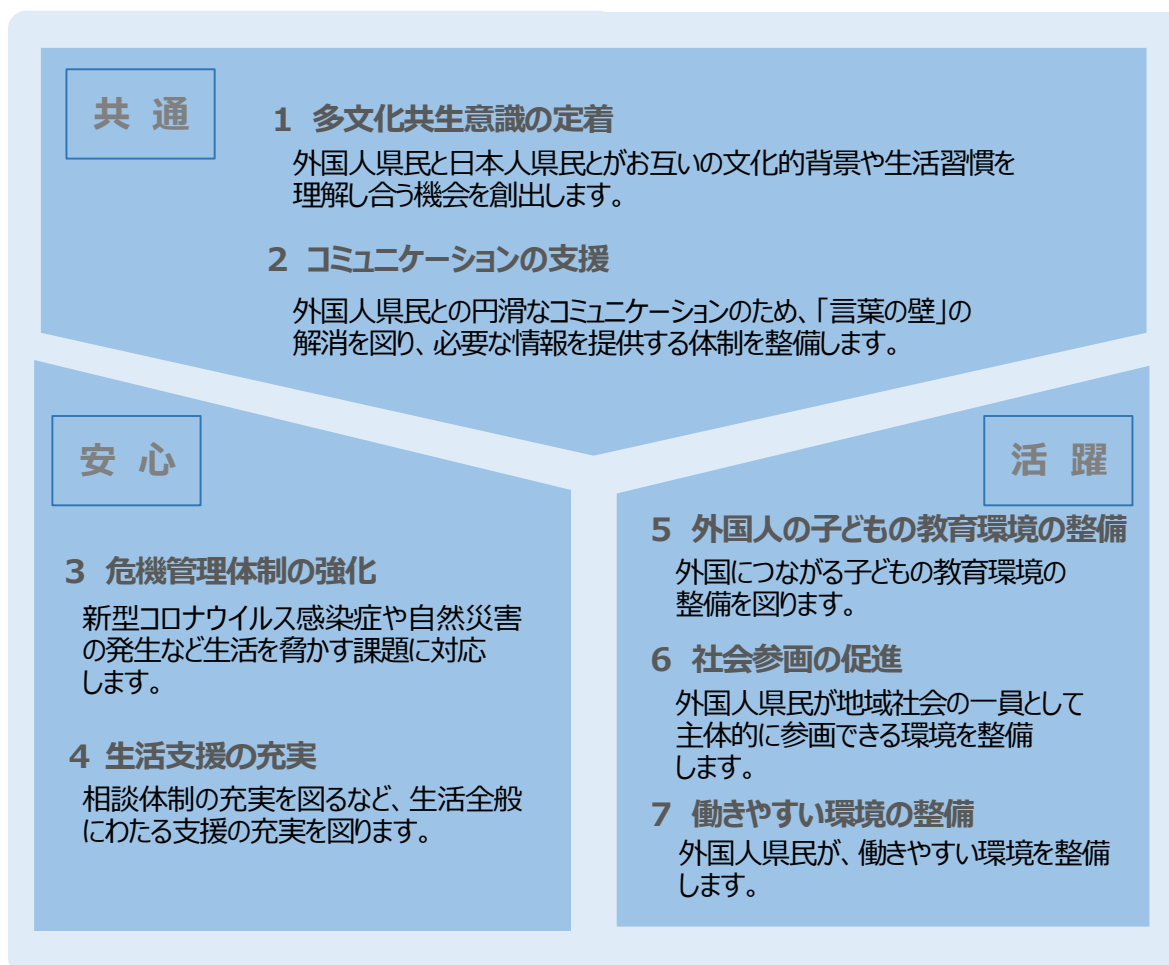 共 通
1 多文化共生意識の定着
外国人県民と日本人県民とがお互いの文化的背景や生活習慣を
理解し合う機会を創出します。
2 コミュニケーションの支援
外国人県民との円滑なコミュニケーションのため、「言葉の壁」の
解消を図り、必要な情報を提供する体制を整備します。
安 心
3 危機管理体制の強化
新型コロナウイルス感染症や自然災害
の発生など生活を脅かす課題に対応
します。
4 生活支援の充実
相談体制の充実を図るなど、生活全般
にわたる支援の充実を図ります。
活 躍
5 外国人の子どもの教育環境の整備
外国につながる子どもの教育環境の
整備を図ります。
6 社会参画の促進
外国人県民が地域社会の一員として
主体的に参画できる環境を整備
します。
7 働きやすい環境の整備
外国人県民が、働きやすい環境を整備
します。